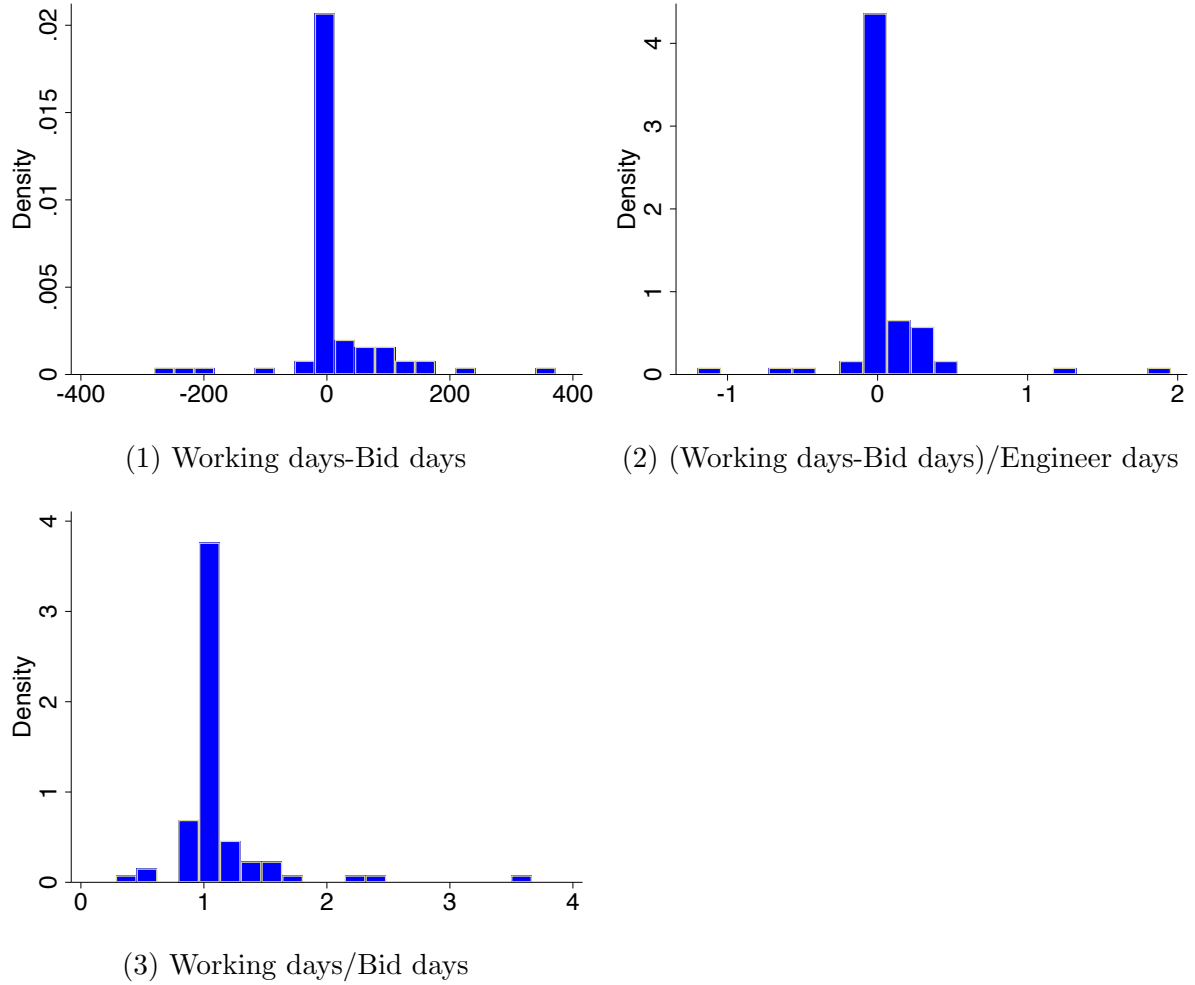 Density
.02
.015
.01
.005
0
-400 -200 0 200 400
(1) Working days-Bid days
Density
4
3
2
1
0
-1 0 1 2
(2) (Working days-Bid days)/Engineer days
Density
4
3
2
1
0
0 1 2 3 4
(3) Working days/Bid days